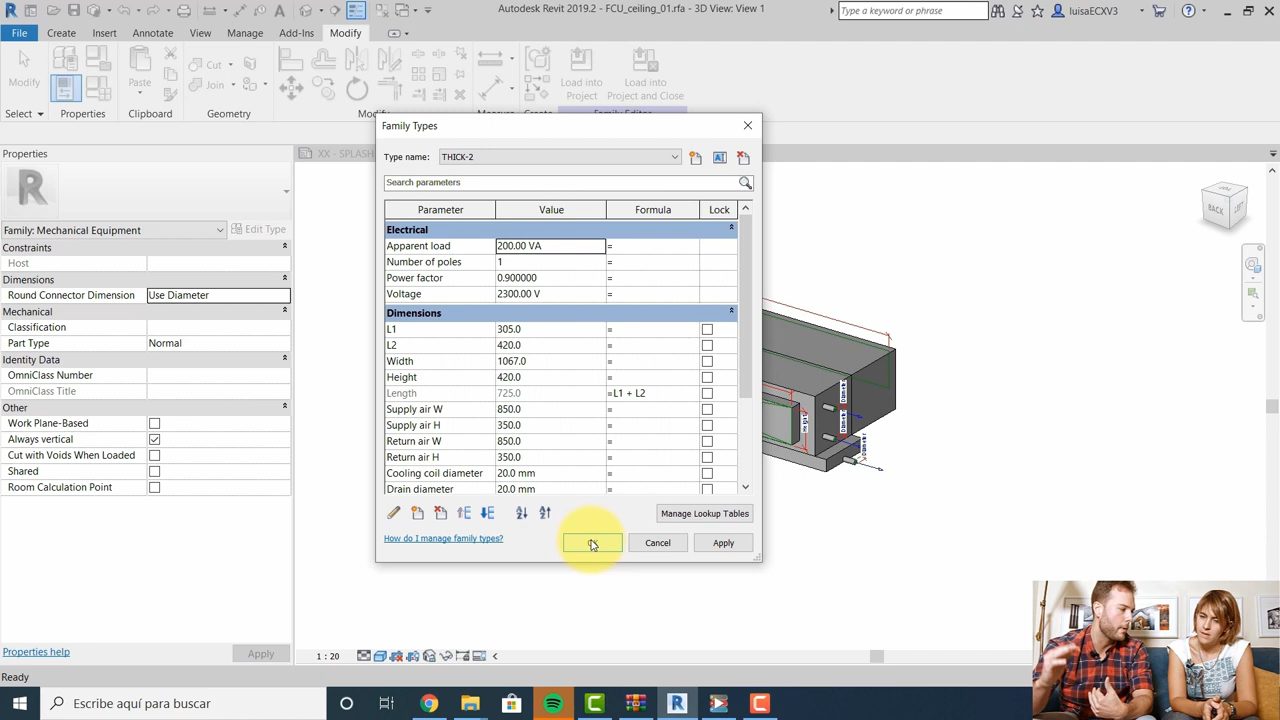 Autodesk Revit 2019.2 - FCU_ceiling_01.rfa - 3D View: View 1
Type a keyword or phrase
luisaECXV3
File Create Insert Annotate View Manage Add-Ins Modify
Modify
Paste
Cut
Join
Load into Project
Load into Project and Close
Select Properties Clipboard Geometry
Properties
Family: Mechanical Equipment
Edit Type
Constraints
Host
Dimensions
Round Connector Dimension Use Diameter
Mechanical
Classification
Part Type Normal
Identity Data
OmniClass Number
OmniClass Title
Other
Work Plane-Based
Always vertical
Cut with Voids When Loaded
Shared
Room Calculation Point
Properties help
Apply
XX - SPLASH
BACK
LEFT
Family Types
Type name: THICK-2
Search parameters
Parameter Value Formula Lock
Electrical
Apparent load 200.00 VA =
Number of poles 1 =
Power factor 0.900000 =
Voltage 2300.00 V =
Dimensions
L1 305.0 =
L2 420.0 =
Width 1067.0 =
Height 420.0 =
Length 725.0 =L1 + L2
Supply air W 850.0 =
Supply air H 350.0 =
Return air W 850.0 =
Return air H 350.0 =
Cooling coil diameter 20.0 mm =
Drain diameter 20.0 mm =
Manage Lookup Tables
How do I manage family types?
Cancel
Apply
Height
Diameter
Diameter
Diameter
1 : 20
Ready
Escribe aquí para buscar